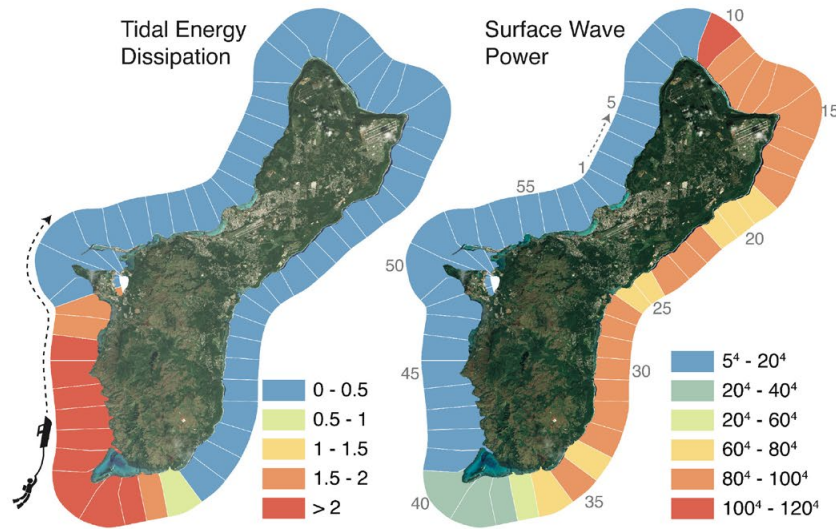 Tidal Energy
Dissipation
0 - 0.5
0.5 - 1
1 - 1.5
1.5 - 2
> 2
Surface Wave
Power
10
5
15
1
55
20
50
25
45
30
40
35
5⁴ - 20⁴
20⁴ - 40⁴
20⁴ - 60⁴
60⁴ - 80⁴
80⁴ - 100⁴
100⁴ - 120⁴